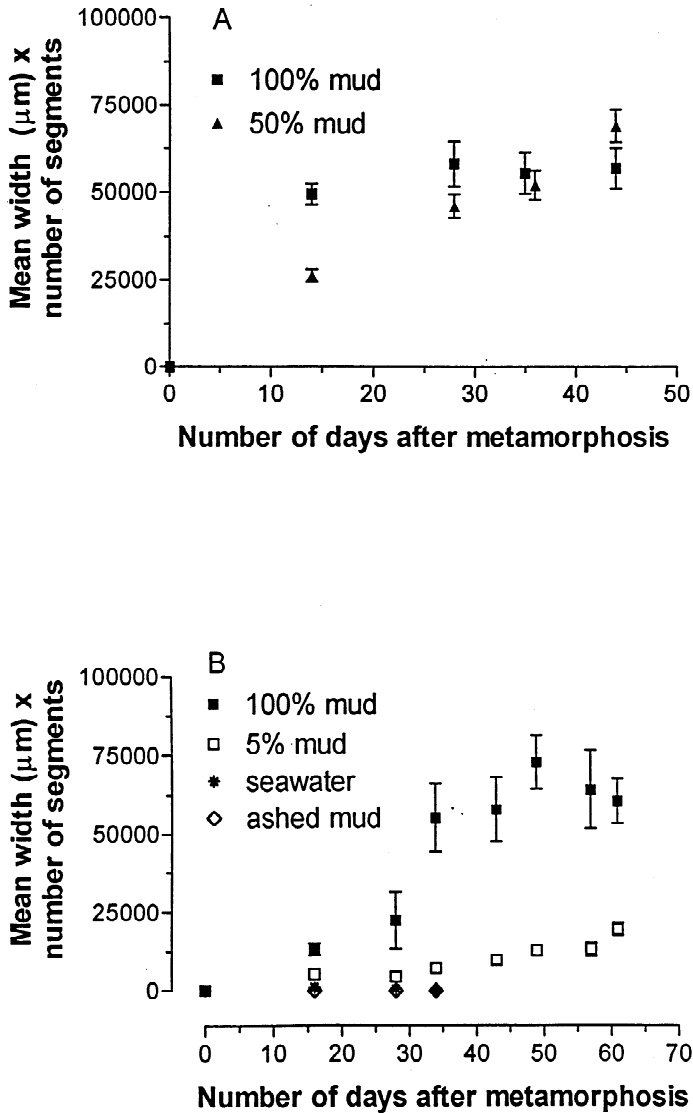 A
100000
75000
50000
25000
0
Mean width (μm) x
number of segments
100% mud
50% mud
0 10 20 30 40 50
Number of days after metamorphosis
B
100000
75000
50000
25000
0
Mean width (μm) x
number of segments
100% mud
5% mud
seawater
ashed mud
0 10 20 30 40 50 60 70
Number of days after metamorphosis